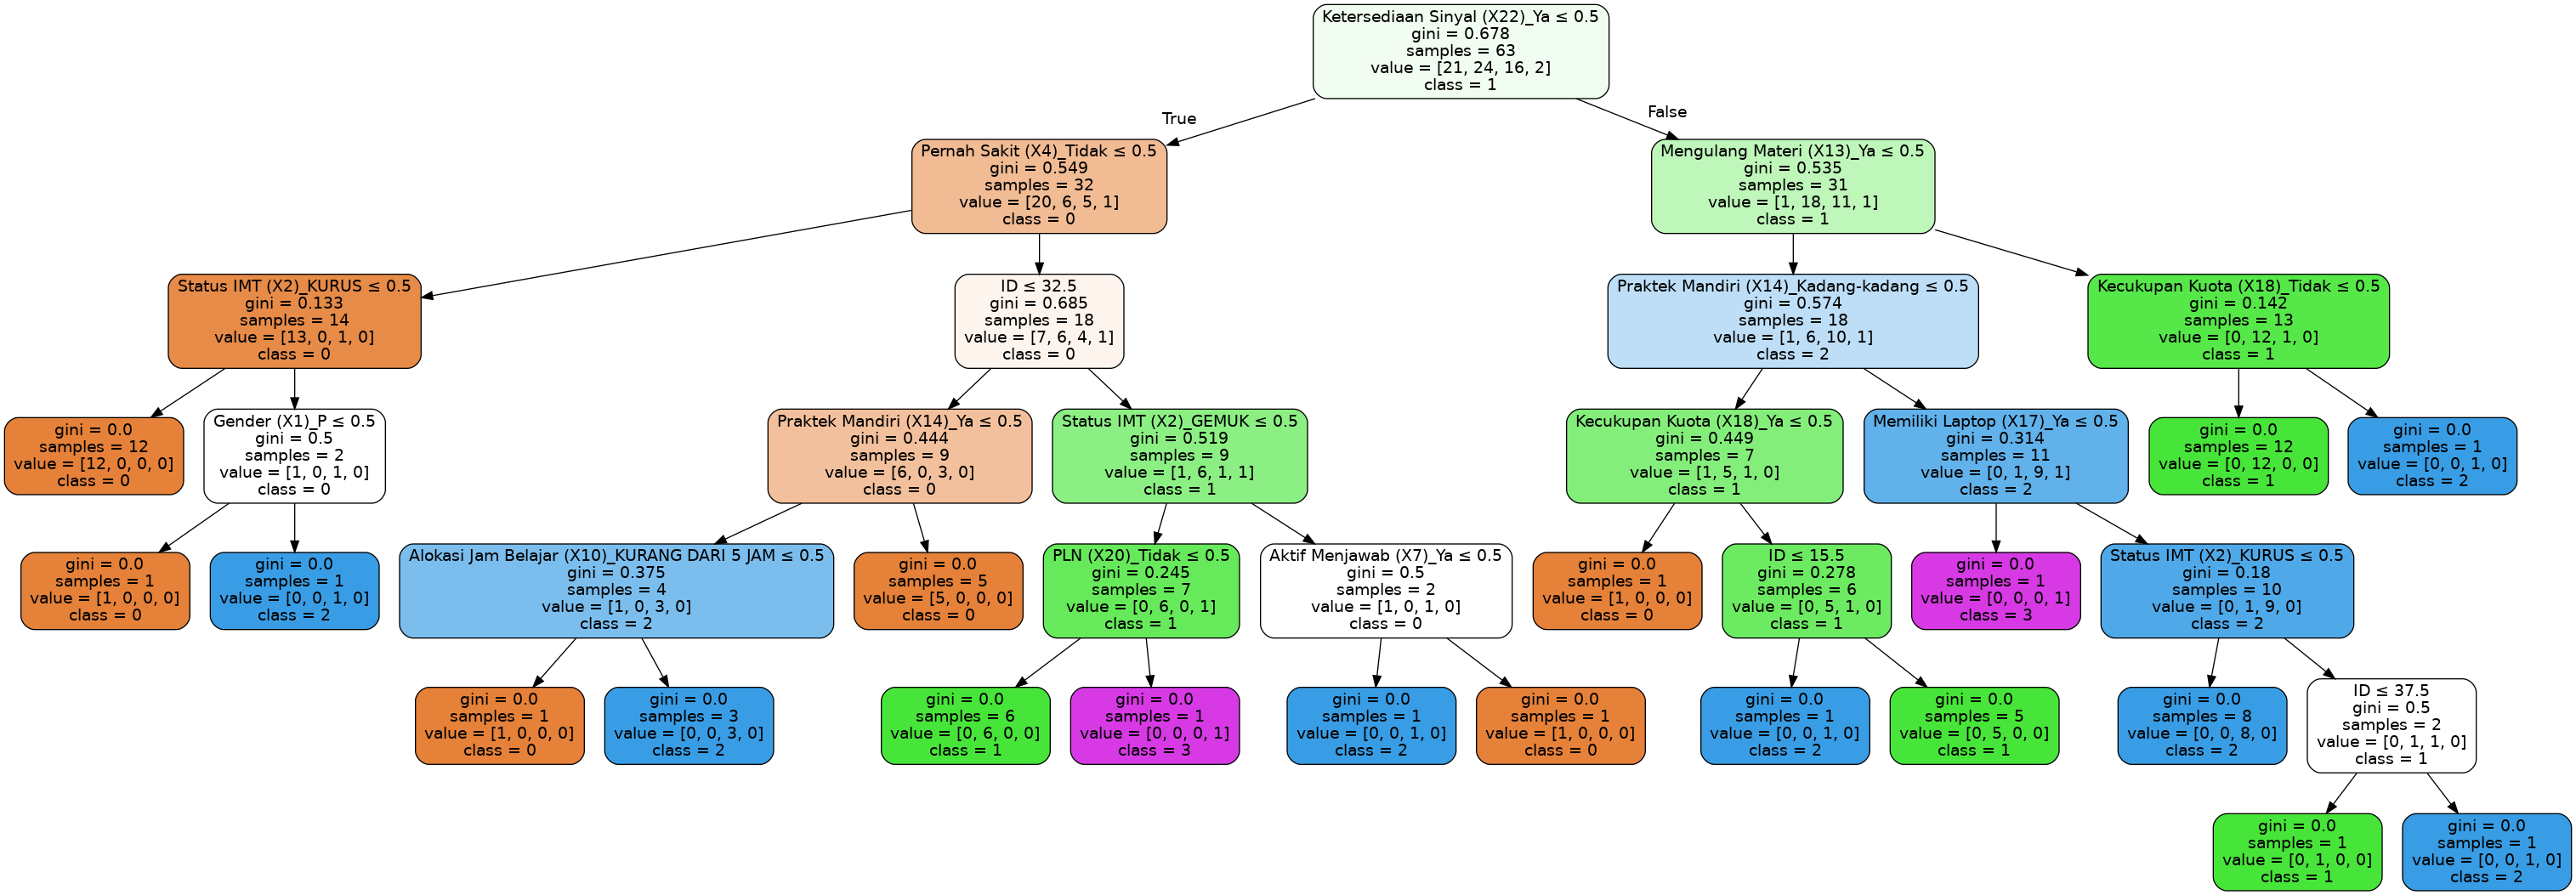 Ketersediaan Sinyal (X22)_Ya ≤ 0.5
gini = 0.678
samples = 63
value = [21, 24, 16, 2]
class = 1
True
False
Pernah Sakit (X4)_Tidak ≤ 0.5
gini = 0.549
samples = 32
value = [20, 6, 5, 1]
class = 0
Mengulang Materi (X13)_Ya ≤ 0.5
gini = 0.535
samples = 31
value = [1, 18, 11, 1]
class = 1
Status IMT (X2)_KURUS ≤ 0.5
gini = 0.133
samples = 14
value = [13, 0, 1, 0]
class = 0
ID ≤ 32.5
gini = 0.685
samples = 18
value = [7, 6, 4, 1]
class = 0
Praktek Mandiri (X14)_Kadang-kadang ≤ 0.5
gini = 0.574
samples = 18
value = [1, 6, 10, 1]
class = 2
Kecukupan Kuota (X18)_Tidak ≤ 0.5
gini = 0.142
samples = 13
value = [0, 12, 1, 0]
class = 1
gini = 0.0
samples = 12
value = [12, 0, 0, 0]
class = 0
Gender (X1)_P ≤ 0.5
gini = 0.5
samples = 2
value = [1, 0, 1, 0]
class = 0
Praktek Mandiri (X14)_Ya ≤ 0.5
gini = 0.444
samples = 9
value = [6, 0, 3, 0]
class = 0
Status IMT (X2)_GEMUK ≤ 0.5
gini = 0.519
samples = 9
value = [1, 6, 1, 1]
class = 1
Kecukupan Kuota (X18)_Ya ≤ 0.5
gini = 0.449
samples = 7
value = [1, 5, 1, 0]
class = 1
Memiliki Laptop (X17)_Ya ≤ 0.5
gini = 0.314
samples = 11
value = [0, 1, 9, 1]
class = 2
gini = 0.0
samples = 12
value = [0, 12, 0, 0]
class = 1
gini = 0.0
samples = 1
value = [0, 0, 1, 0]
class = 2
gini = 0.0
samples = 1
value = [1, 0, 0, 0]
class = 0
gini = 0.0
samples = 1
value = [0, 0, 1, 0]
class = 2
Alokasi Jam Belajar (X10)_KURANG DARI 5 JAM ≤ 0.5
gini = 0.375
samples = 4
value = [1, 0, 3, 0]
class = 2
gini = 0.0
samples = 5
value = [5, 0, 0, 0]
class = 0
PLN (X20)_Tidak ≤ 0.5
gini = 0.245
samples = 7
value = [0, 6, 0, 1]
class = 1
Aktif Menjawab (X7)_Ya ≤ 0.5
gini = 0.5
samples = 2
value = [1, 0, 1, 0]
class = 0
gini = 0.0
samples = 1
value = [1, 0, 0, 0]
class = 0
ID ≤ 15.5
gini = 0.278
samples = 6
value = [0, 5, 1, 0]
class = 1
gini = 0.0
samples = 1
value = [0, 0, 0, 1]
class = 3
Status IMT (X2)_KURUS ≤ 0.5
gini = 0.18
samples = 10
value = [0, 1, 9, 0]
class = 2
gini = 0.0
samples = 1
value = [1, 0, 0, 0]
class = 0
gini = 0.0
samples = 3
value = [0, 0, 3, 0]
class = 2
gini = 0.0
samples = 6
value = [0, 6, 0, 0]
class = 1
gini = 0.0
samples = 1
value = [0, 0, 0, 1]
class = 3
gini = 0.0
samples = 1
value = [0, 0, 1, 0]
class = 2
gini = 0.0
samples = 1
value = [1, 0, 0, 0]
class = 0
gini = 0.0
samples = 1
value = [0, 0, 1, 0]
class = 2
gini = 0.0
samples = 5
value = [0, 5, 0, 0]
class = 1
gini = 0.0
samples = 8
value = [0, 0, 8, 0]
class = 2
ID ≤ 37.5
gini = 0.5
samples = 2
value = [0, 1, 1, 0]
class = 1
gini = 0.0
samples = 1
value = [0, 1, 0, 0]
class = 1
gini = 0.0
samples = 1
value = [0, 0, 1, 0]
class = 2